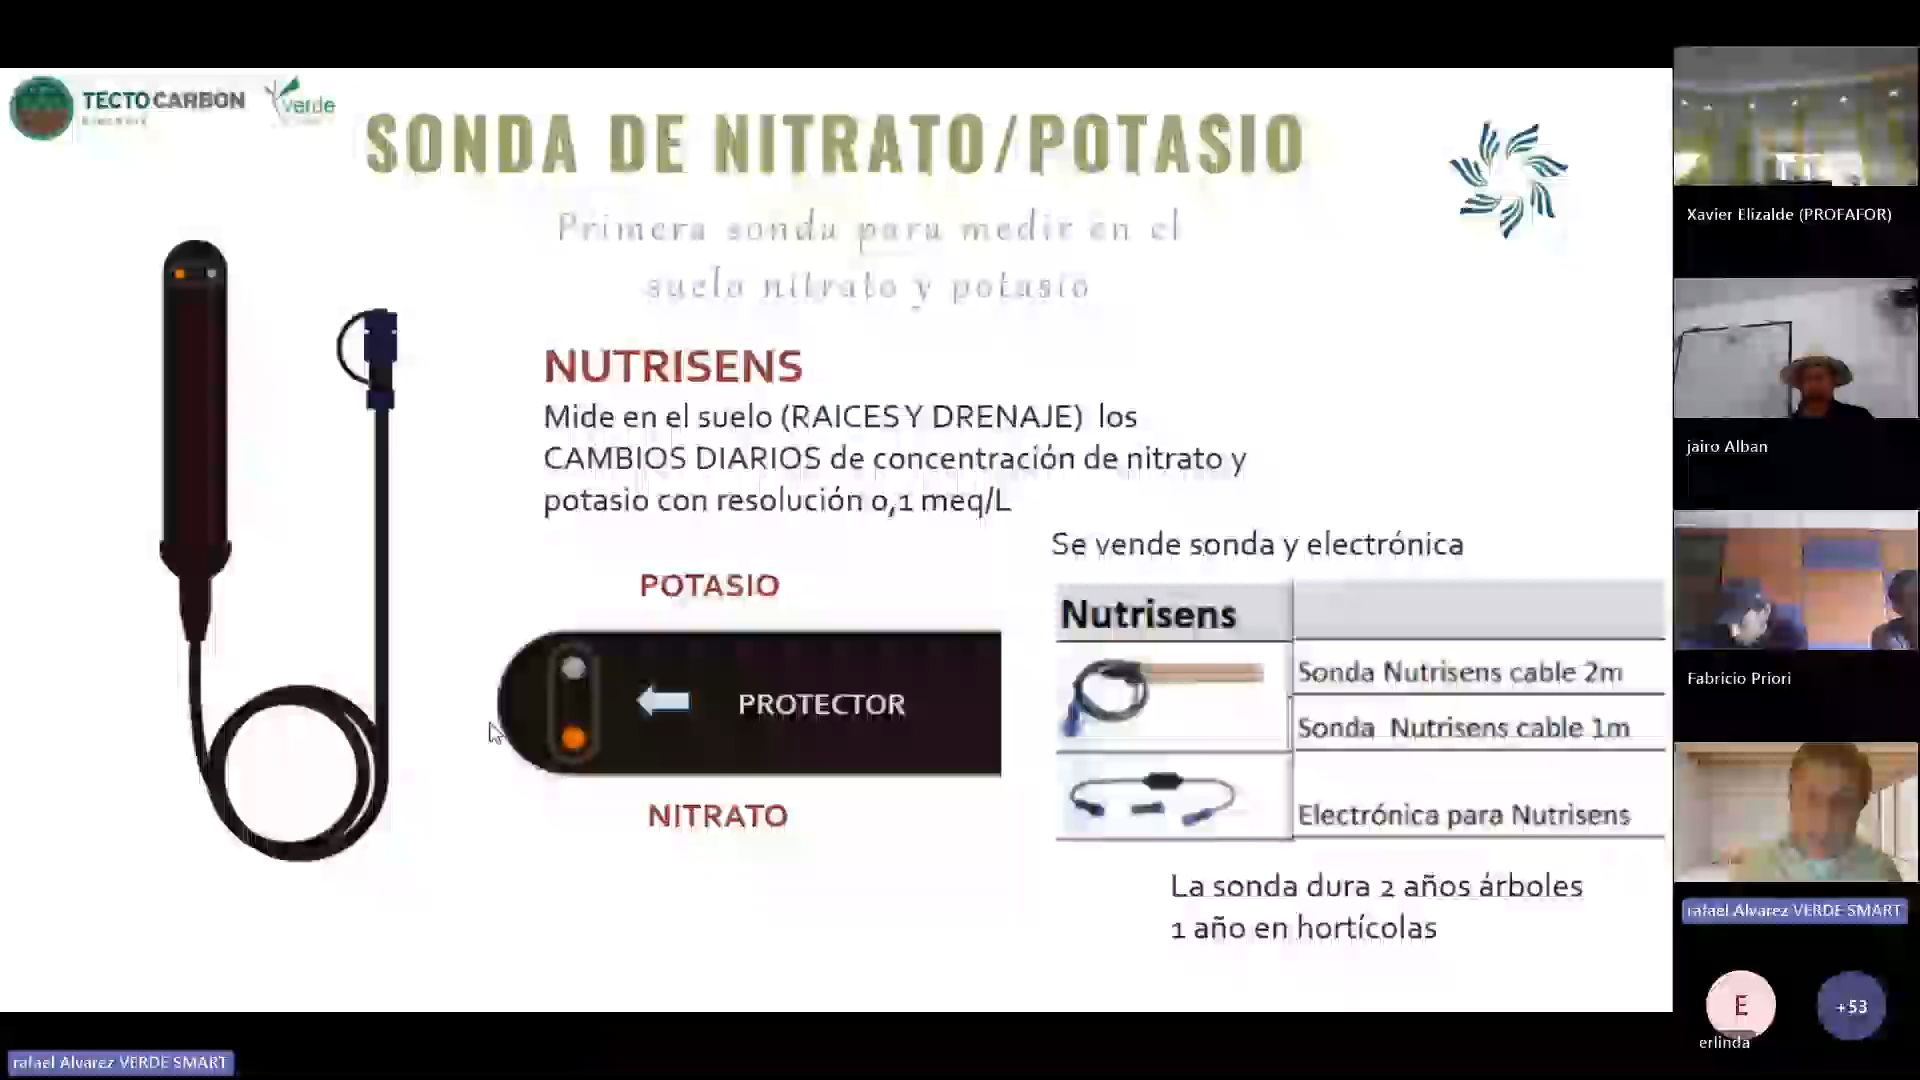 TECTO CARBON
verde
SONDA DE NITRATO/POTASIO
Primera sonda para medir en el
suelo nitrato y potasio
NUTRISENS
Mide en el suelo (RAICES Y DRENAJE) los
CAMBIOS DIARIOS de concentración de nitrato y
potasio con resolución 0,1 meq/L
POTASIO
PROTECTOR
NITRATO
Se vende sonda y electrónica
Nutrisens
Sonda Nutrisens cable 2m
Sonda Nutrisens cable 1m
Electrónica para Nutrisens
La sonda dura 2 años árboles
1 año en hortícolas
Xavier Elizalde (PROFAFOR)
jairo Alban
Fabricio Priori
rafael Alvarez VERDE SMART
E
+53
erlinda
rafael Alvarez VERDE SMART